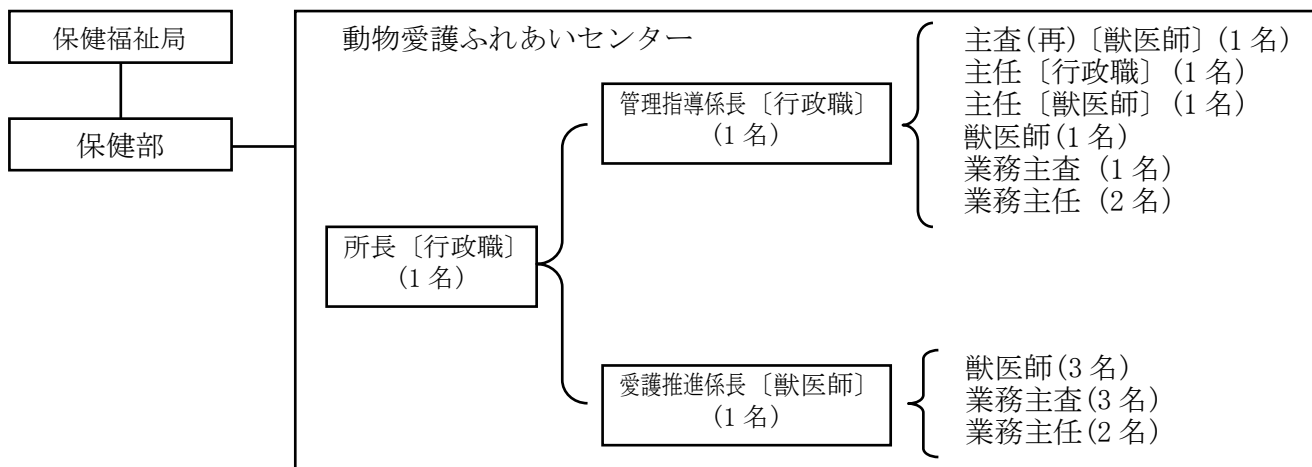 保健福祉局
保健部
動物愛護ふれあいセンター
所長〔行政職〕
(1名)
管理指導係長〔行政職〕
(1名)
主査(再)〔獣医師〕(1名)
主任〔行政職〕(1名)
主任〔獣医師〕(1名)
獣医師(1名)
業務主査 (1名)
業務主任 (2名)
愛護推進係長〔獣医師〕
(1名)
獣医師(3名)
業務主査(3名)
業務主任(2名)